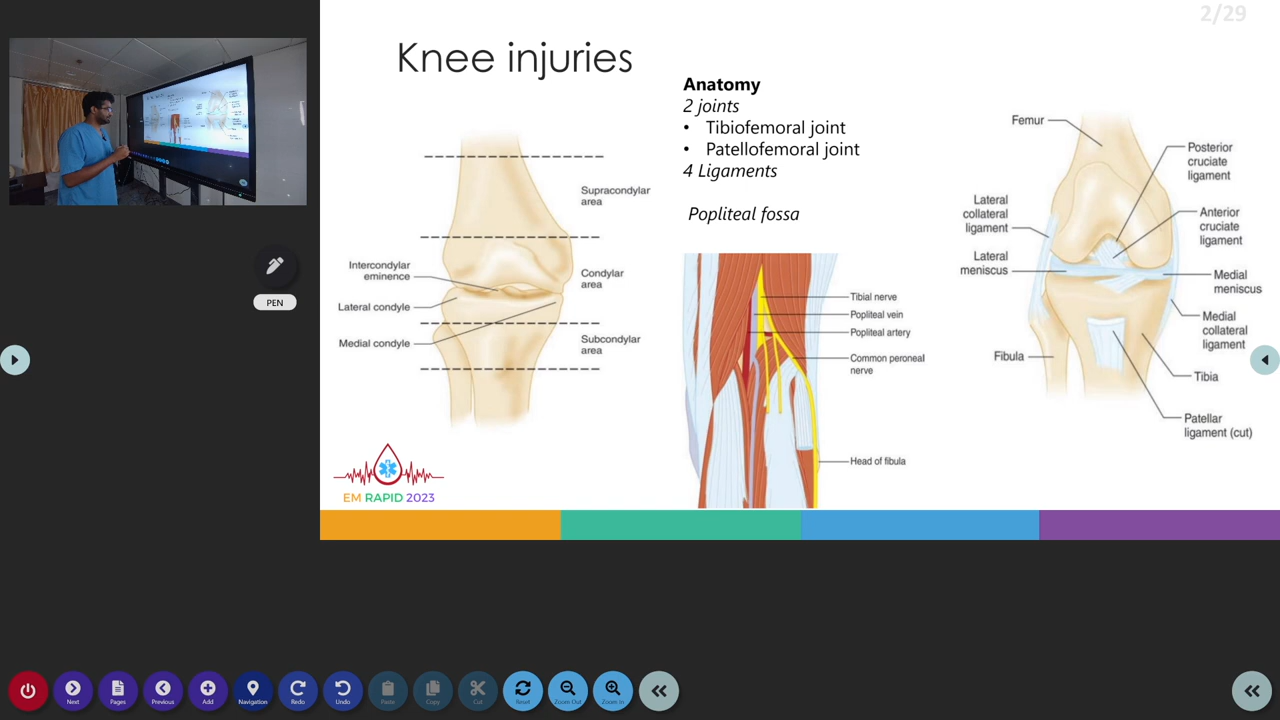 2/29
Knee injuries
Anatomy
2 joints
• Tibiofemoral joint
• Patellofemoral joint
4 Ligaments
Popliteal fossa
Supracondylar
area
Intercondylar
eminence
Condylar
area
Lateral condyle
Medial condyle
Subcondylar
area
Tibial nerve
Popliteal vein
Popliteal artery
Common peroneal
nerve
Head of fibula
Femur
Posterior
cruciate
ligament
Lateral
collateral
ligament
Anterior
cruciate
ligament
Lateral
meniscus
Medial
meniscus
Medial
collateral
ligament
Fibula
Tibia
Patellar
ligament (cut)
EM RAPID 2023
PEN
Next
Pages
Previous
Add
Navigation
Redo
Undo
Paste
Copy
Cut
Reset
Zoom Out
Zoom In